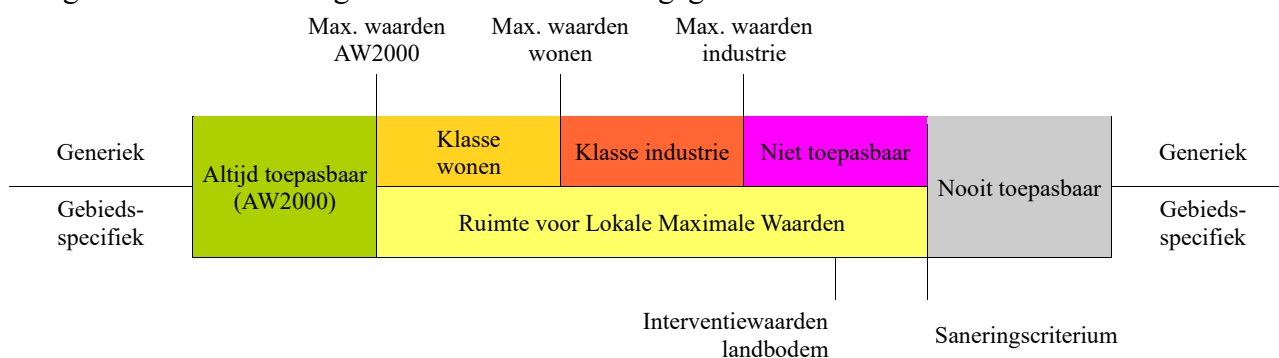 Max. waarden
AW2000
Max. waarden
wonen
Max. waarden
industrie
Generiek
Altijd toepasbaar
(AW2000)
Klasse
wonen
Klasse industrie
Niet toepasbaar
Nooit toepasbaar
Generiek
Gebieds-
specifiek
Ruimte voor Lokale Maximale Waarden
Gebieds-
specifiek
Interventiewaarden
landbodem
Saneringscriterium